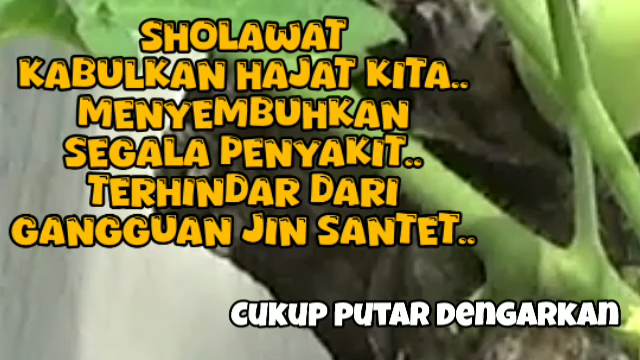 SHOLAWAT
KABULKAN HAJAT KITA..
MENYEMBUHKAN
SEGALA PENYAKIT..
TERHINDAR DARI
GANGGUAN JIN SANTET..
CUKUP PUTAR DENGARKAN